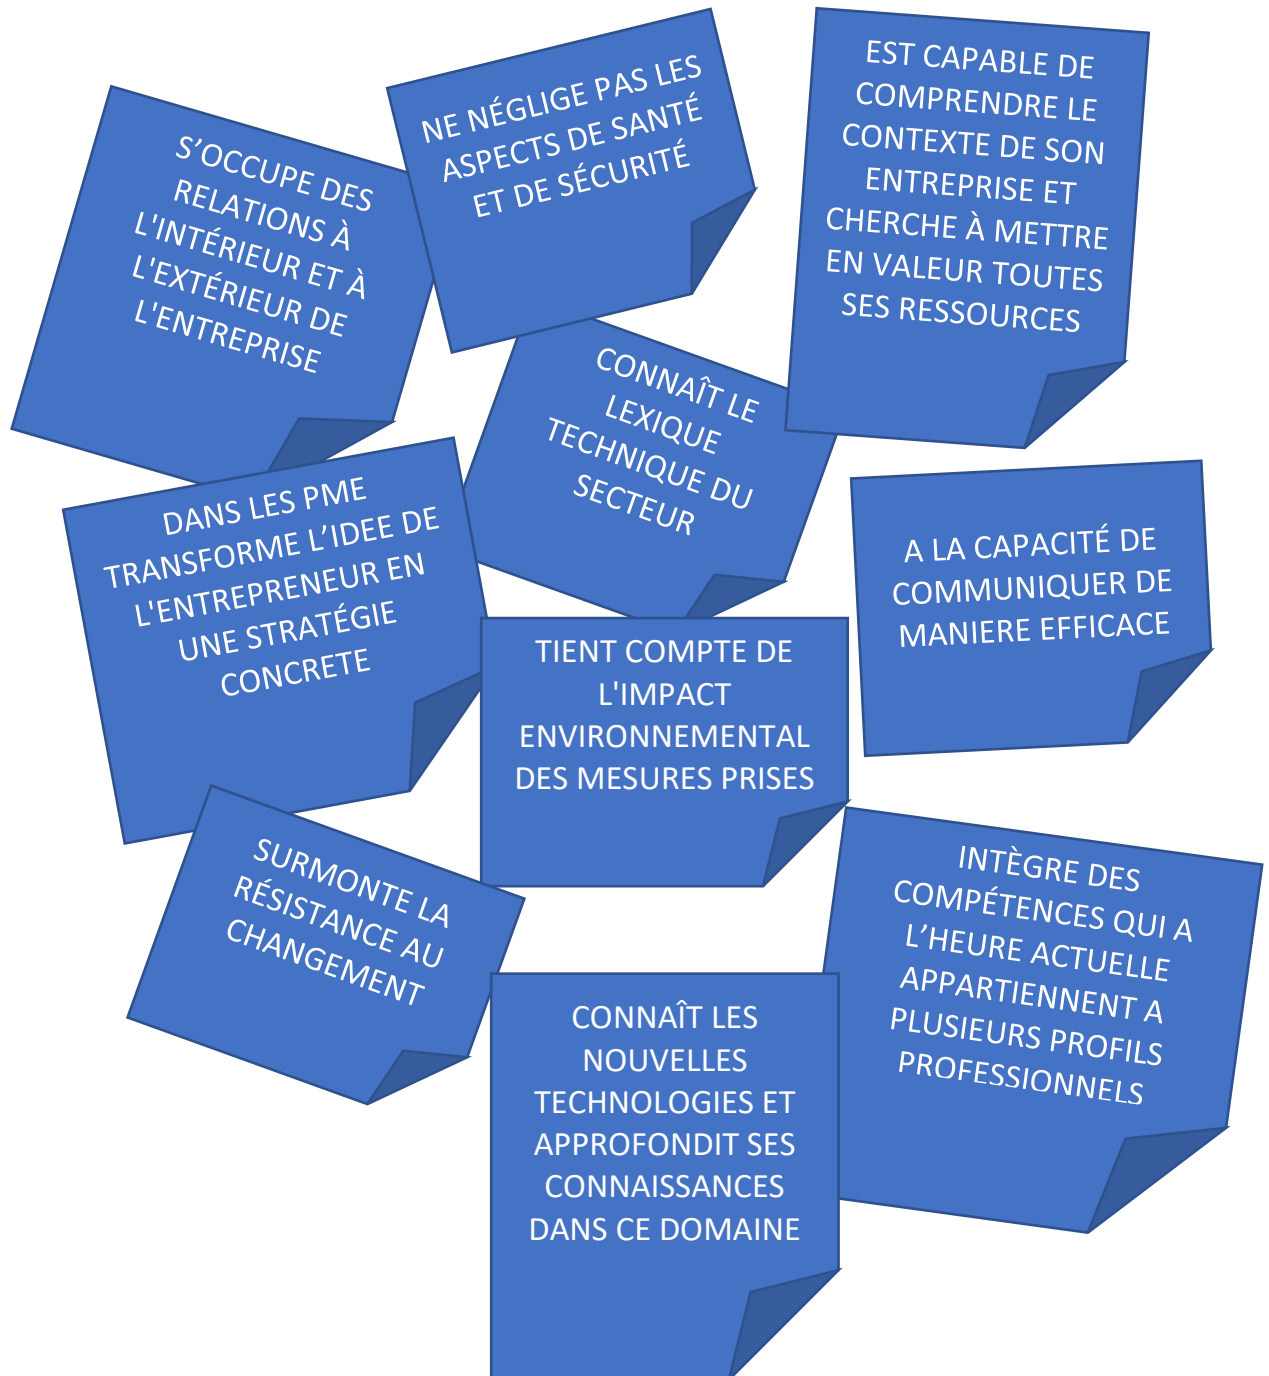 S’OCCUPE DES
RELATIONS À
L'INTÉRIEUR ET À
L'EXTÉRIEUR DE
L'ENTREPRISE
NE NÉGLIGE PAS LES
ASPECTS DE SANTÉ
ET DE SÉCURITÉ
EST CAPABLE DE
COMPRENDRE LE
CONTEXTE DE SON
ENTREPRISE ET
CHERCHE À METTRE
EN VALEUR TOUTES
SES RESSOURCES
CONNAÎT LE
LEXIQUE
TECHNIQUE DU
SECTEUR
DANS LES PME
TRANSFORME L’IDEE DE
L'ENTREPRENEUR EN
UNE STRATÉGIE
CONCRETE
A LA CAPACITÉ DE
COMMUNIQUER DE
MANIERE EFFICACE
TIENT COMPTE DE
L'IMPACT
ENVIRONNEMENTAL
DES MESURES PRISES
SURMONTE LA
RÉSISTANCE AU
CHANGEMENT
INTÈGRE DES
COMPÉTENCES QUI A
L’HEURE ACTUELLE
APPARTIENNENT A
PLUSIEURS PROFILS
PROFESSIONNELS
CONNAÎT LES
NOUVELLES
TECHNOLOGIES ET
APPROFONDIT SES
CONNAISSANCES
DANS CE DOMAINE